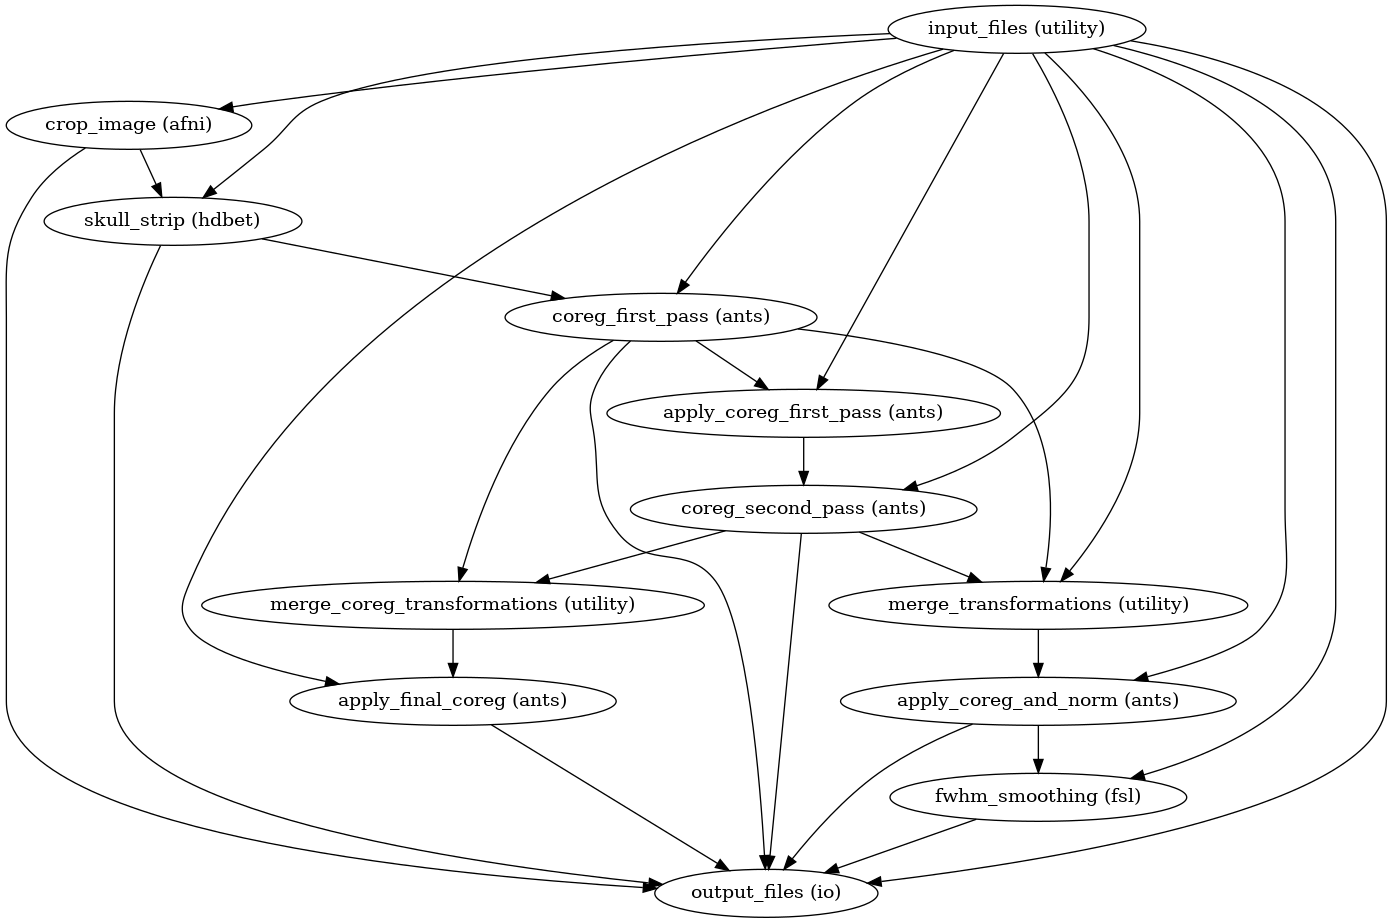 input_files (utility)
crop_image (afni)
skull_strip (hdbet)
coreg_first_pass (ants)
apply_coreg_first_pass (ants)
coreg_second_pass (ants)
merge_coreg_transformations (utility)
merge_transformations (utility)
apply_final_coreg (ants)
apply_coreg_and_norm (ants)
fwhm_smoothing (fsl)
output_files (io)